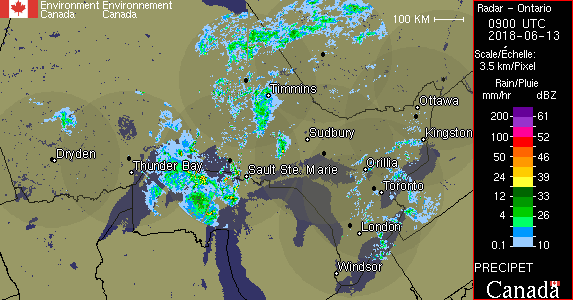 Environment Environnement
Canada Canada
100 KM
Timmins
Ottawa
Sudbury
Kingston
Dryden
Thunder Bay
Sault Ste. Marie
Orillia
Toronto
London
Windsor
Radar - Ontario
0900 UTC
2018-06-13
Scale/Échelle:
3.5 km/Pixel
Rain/Pluie
mm/hr dBZ
200 61
100 52
50 46
24 39
12 34
4 26
0.1 10
PRECIPET
Canada